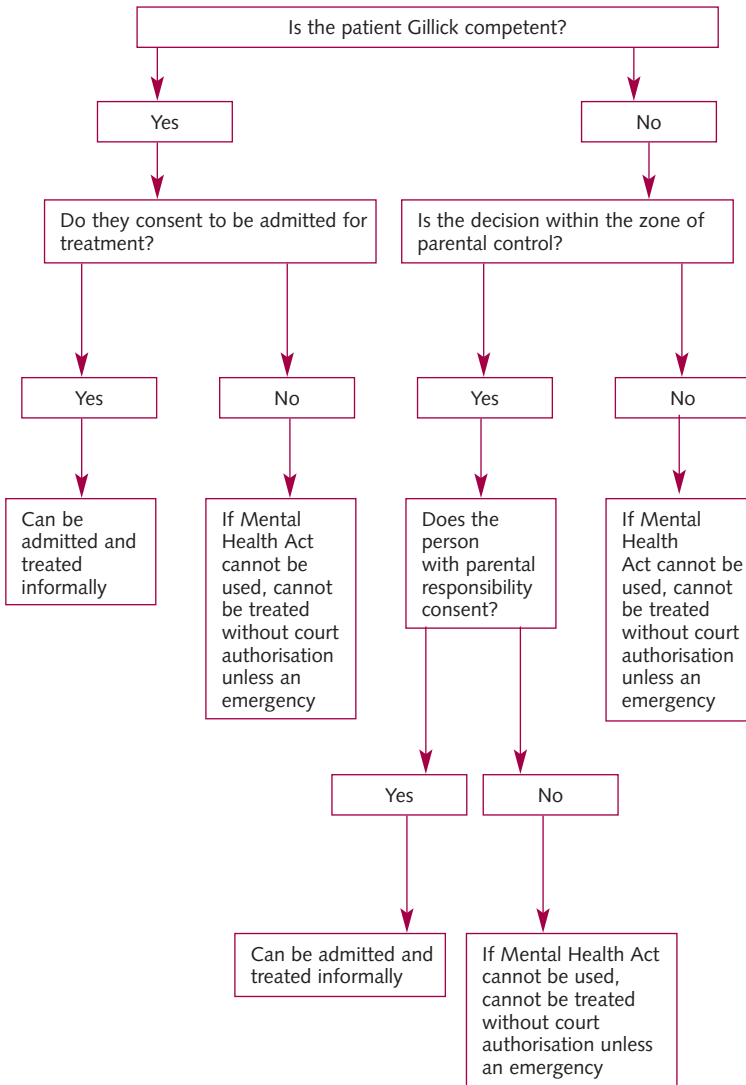 Is the patient Gillick competent?
Yes
No
Do they consent to be admitted for
treatment?
Is the decision within the zone of
parental control?
Yes
No
Yes
No
Can be
admitted and
treated
informally
If Mental
Health Act
cannot be
used, cannot
be treated
without court
authorisation
unless an
emergency
Does the
person
with parental
responsibility
consent?
If Mental
Health
Act cannot be
used, cannot
be treated
without court
authorisation
unless an
emergency
Yes
No
Can be admitted and
treated informally
If Mental Health Act
cannot be used,
cannot be treated
without court
authorisation unless
an emergency